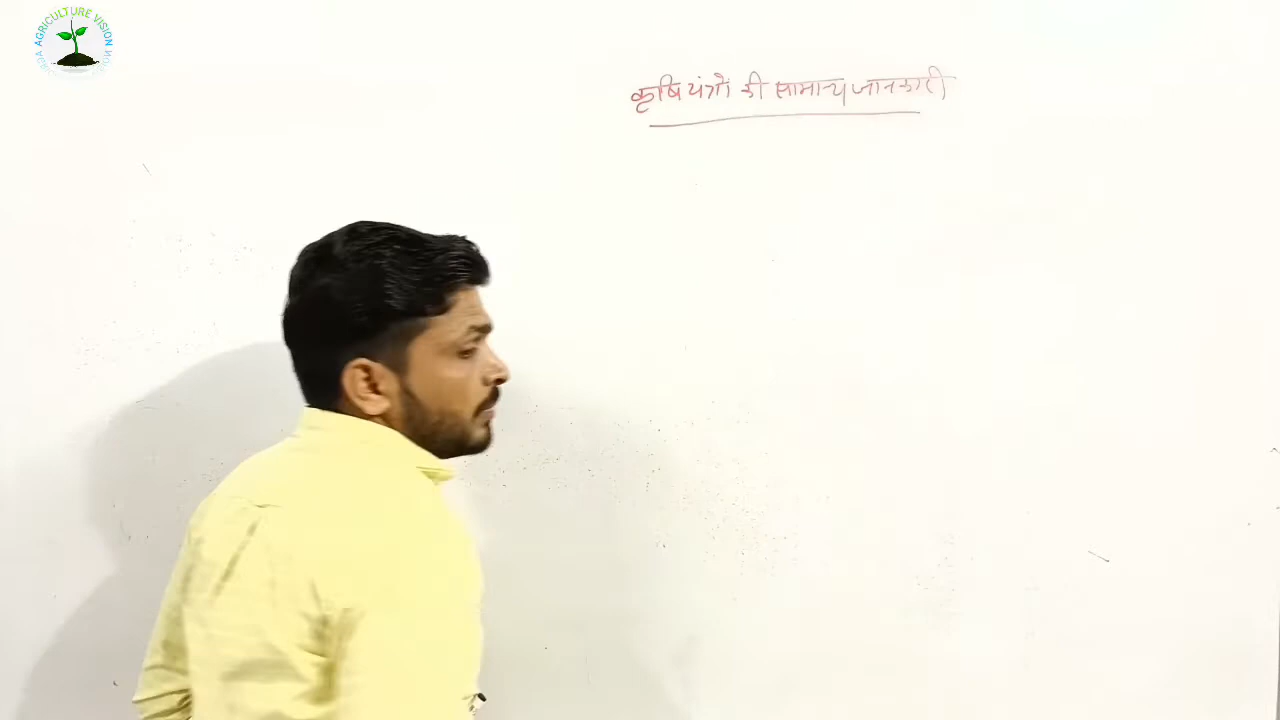 AGRICULTURE VISION
कृषि यंत्रो की सामान्य जानकारी